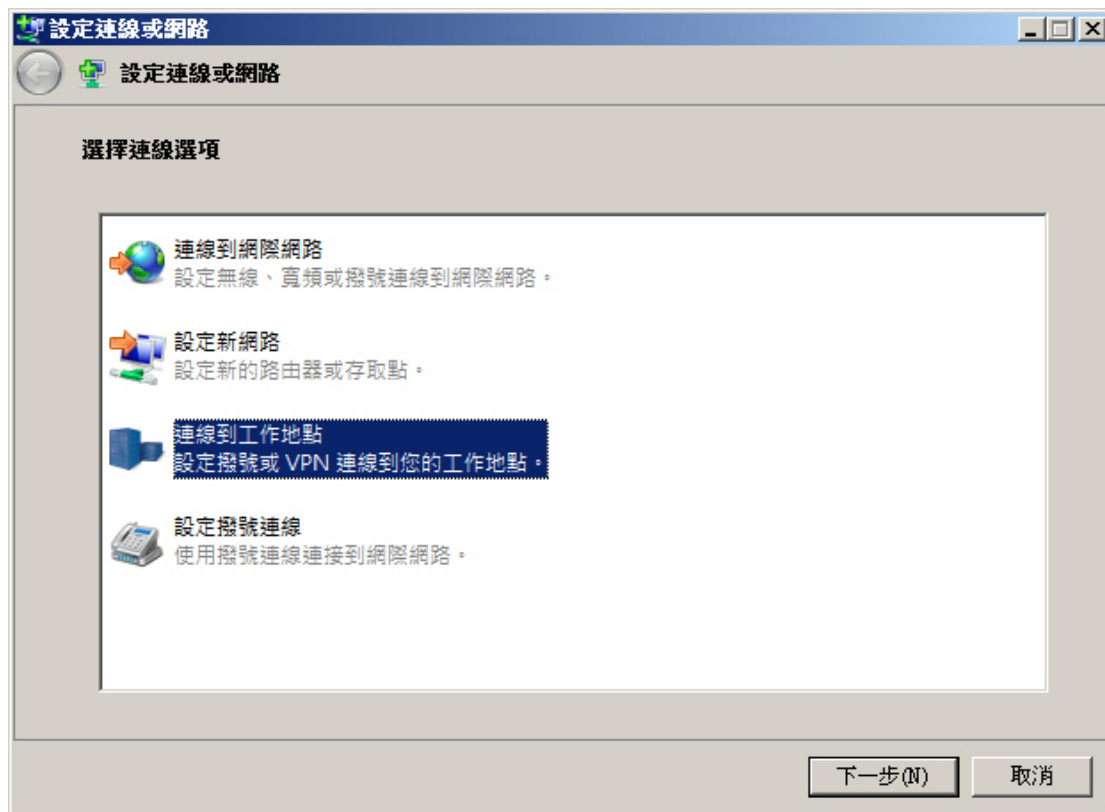 設定連線或網路
設定連線或網路
選擇連線選項
連線到網際網路
設定無線、寬頻或撥號連線到網際網路。
設定新網路
設定新的路由器或存取點。
連線到工作地點
設定撥號或 VPN 連線到您的工作地點。
設定撥號連線
使用撥號連線連接到網際網路。
下一步(N)
取消